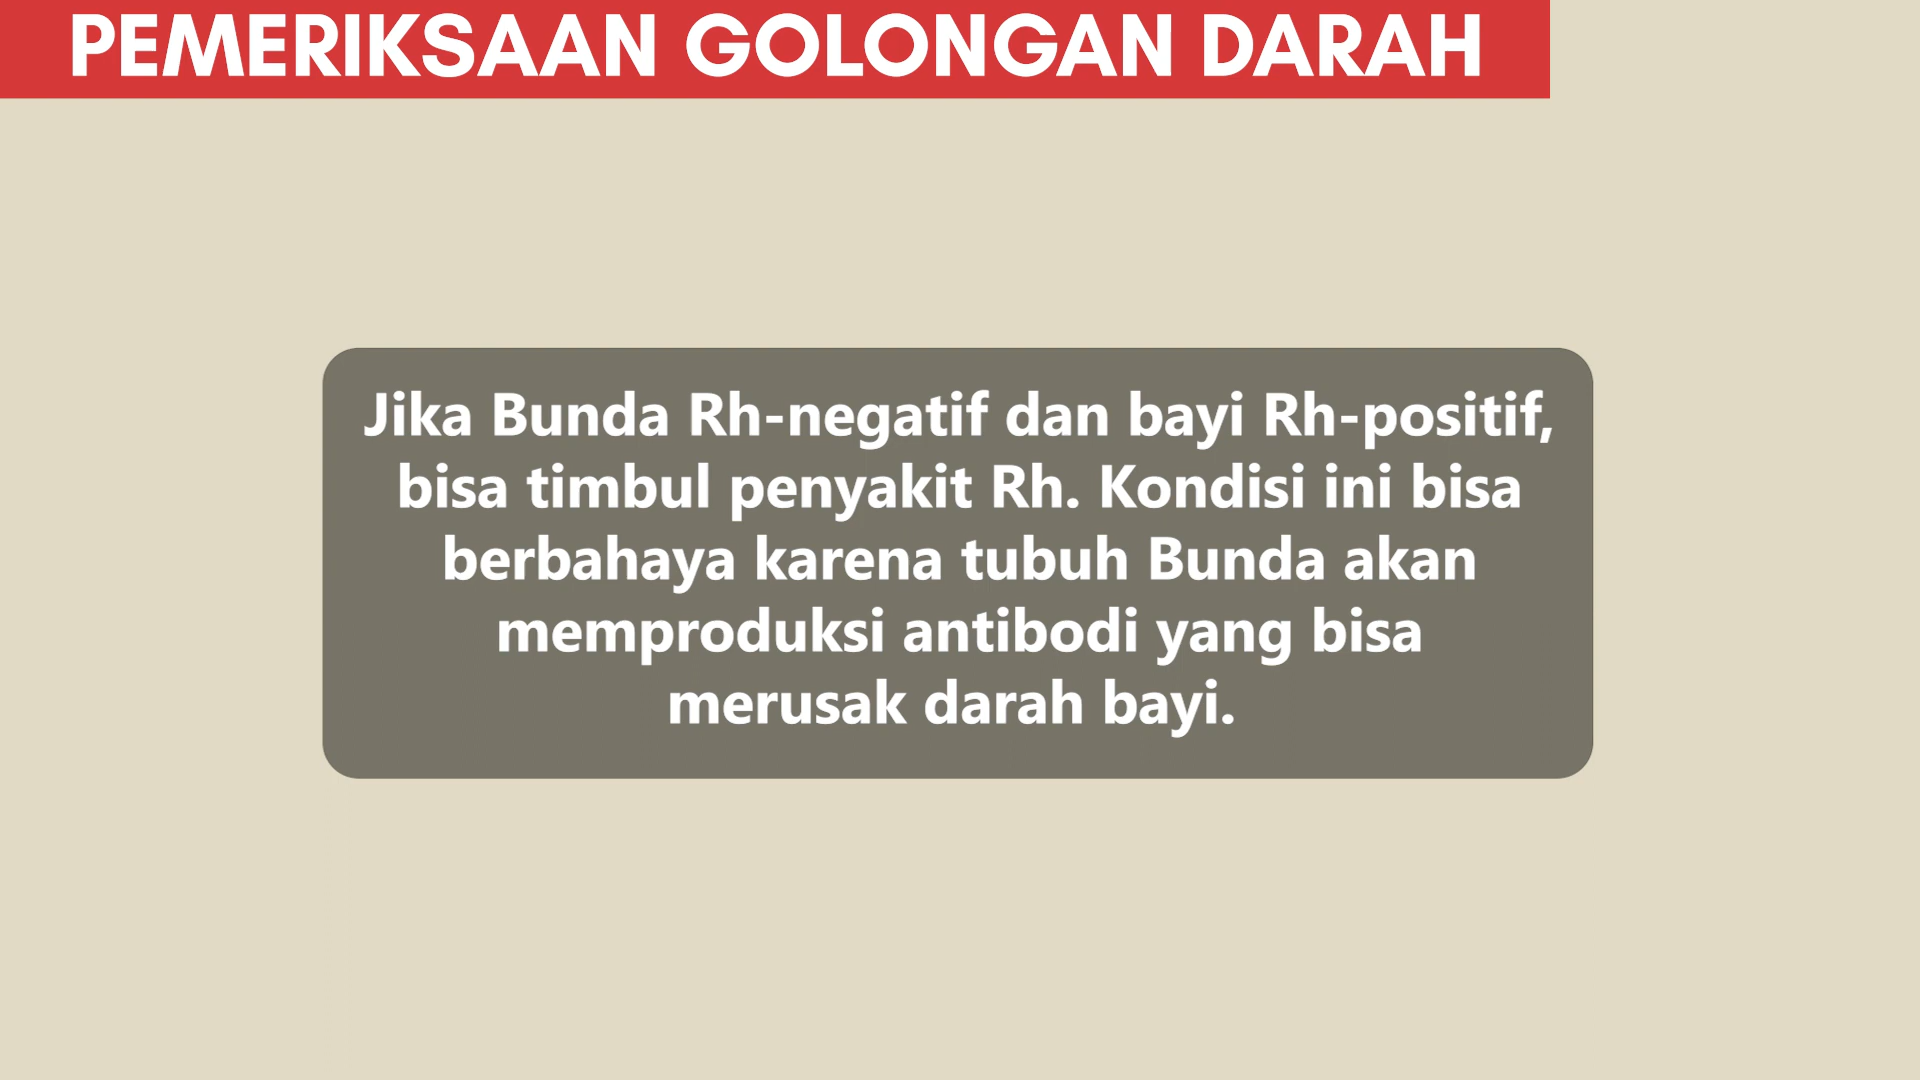 PEMERIKSAAN GOLONGAN DARAH
Jika Bunda Rh-negatif dan bayi Rh-positif,
bisa timbul penyakit Rh. Kondisi ini bisa
berbahaya karena tubuh Bunda akan
memproduksi antibodi yang bisa
merusak darah bayi.